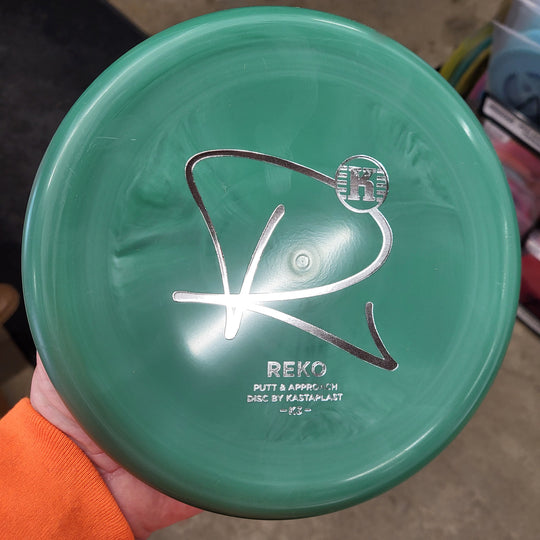 K
R
REKO
PUTT & APPROACH
DISC BY KASTAPLAST
–K3–